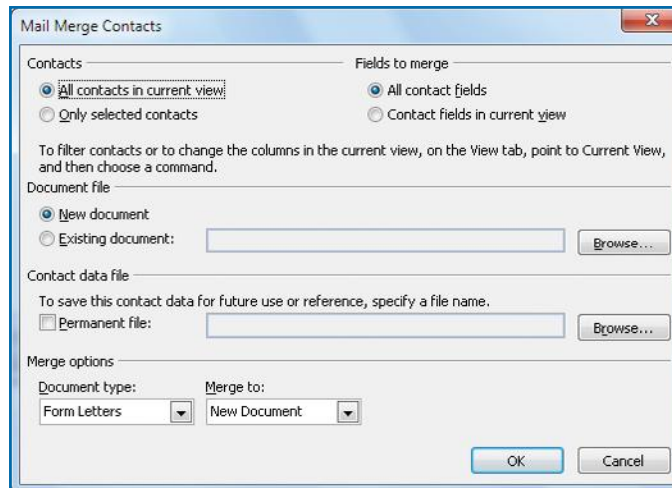 Mail Merge Contacts
Contacts
Fields to merge
All contacts in current view
All contact fields
Only selected contacts
Contact fields in current view
To filter contacts or to change the columns in the current view, on the View tab, point to Current View,
and then choose a command.
Document file
New document
Existing document:
Browse...
Contact data file
To save this contact data for future use or reference, specify a file name.
Permanent file:
Browse...
Merge options
Document type:
Merge to:
Form Letters
New Document
OK
Cancel